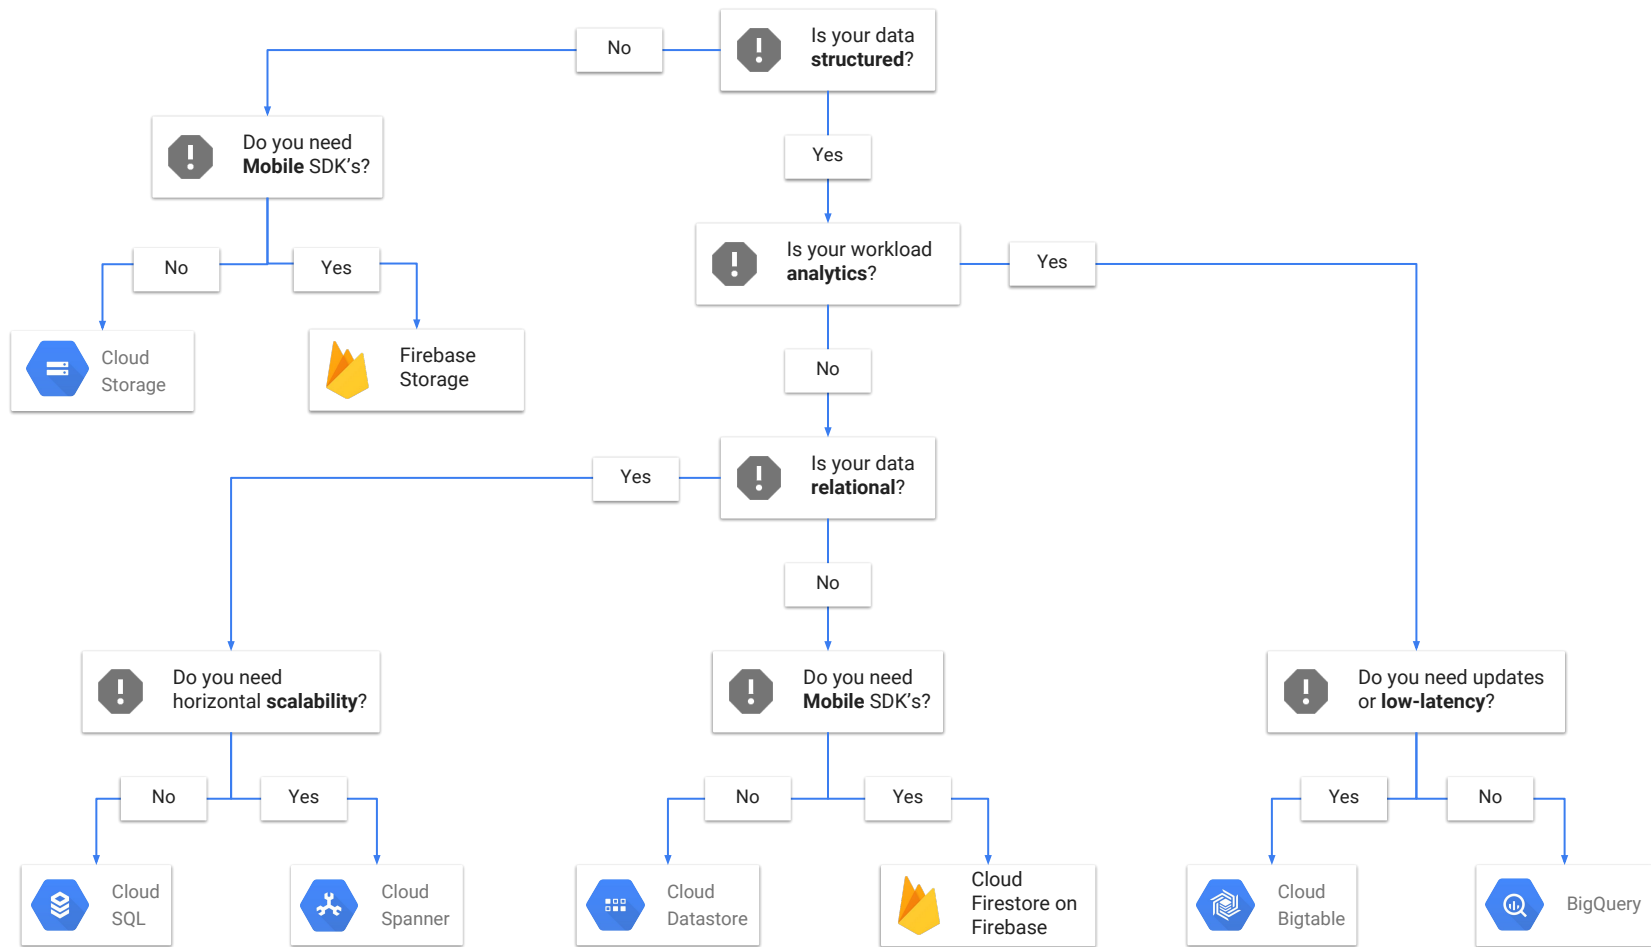 Is your data
structured?
No
Do you need
Mobile SDK's?
Yes
Is your workload
analytics?
Yes
No
Yes
No
Cloud
Storage
Firebase
Storage
Is your data
relational?
Yes
No
Do you need
horizontal scalability?
Do you need
Mobile SDK's?
Do you need updates
or low-latency?
No
Yes
No
Yes
Yes
No
Cloud
SQL
Cloud
Spanner
Cloud
Datastore
Cloud
Firestore on
Firebase
Cloud
Bigtable
BigQuery